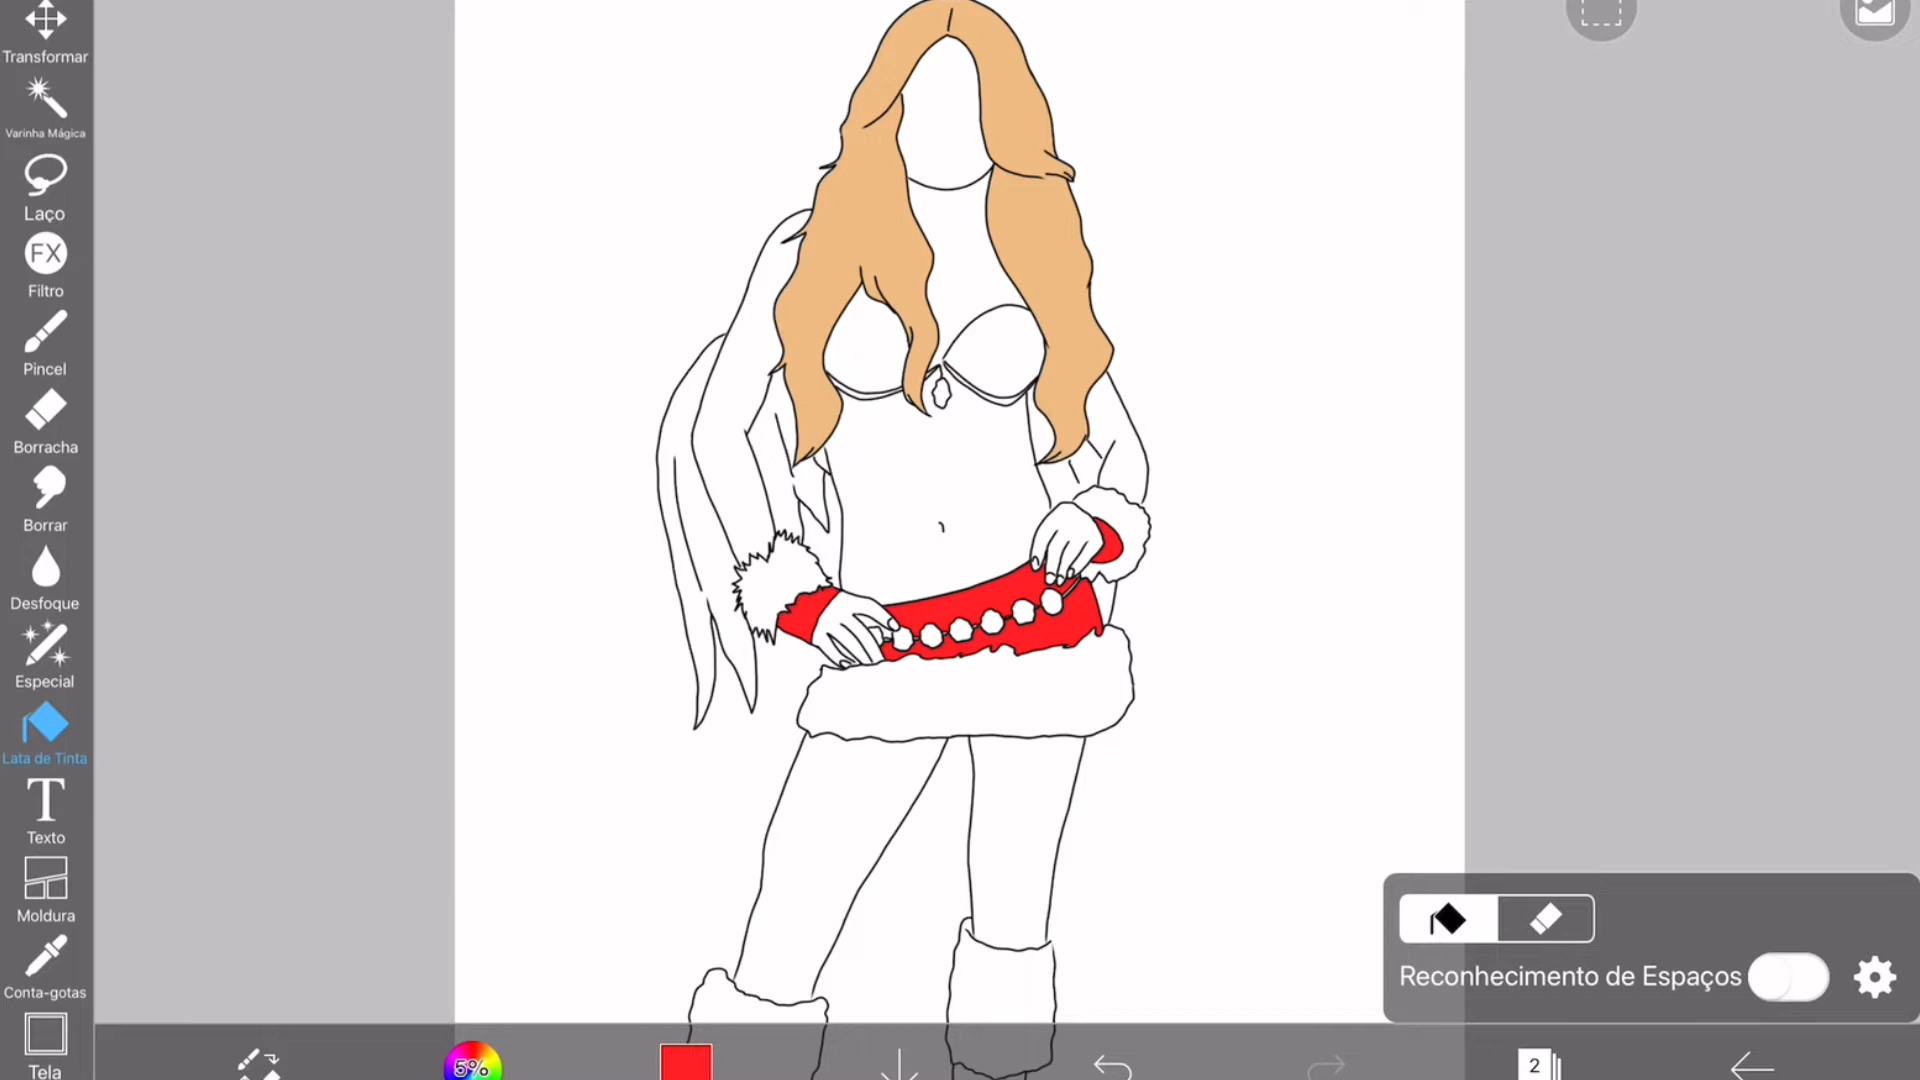 Transformar
Varinha Mágica
Laço
FX
Filtro
Pincel
Borracha
Borrar
Desfoque
Especial
Lata de Tinta
T
Texto
Moldura
Conta-gotas
Tela
Reconhecimento de Espaços
5%
2